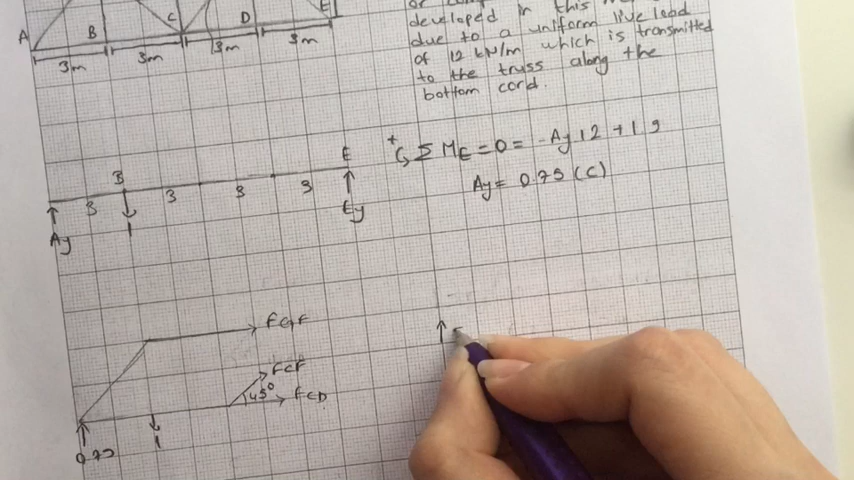 or
developed in this
due to a uniform live load
of 12 kN/m which is transmitted
to the truss along the
bottom cord.
A B C D E
3m 3m 3m 3m
+ Σ ME = 0 = -Ay 12 + 1 9
Ay = 0.75 (C)
B E
3 3 3 3
Ay 1 Ey
FGF
FCF
45° FCD
0.75 1